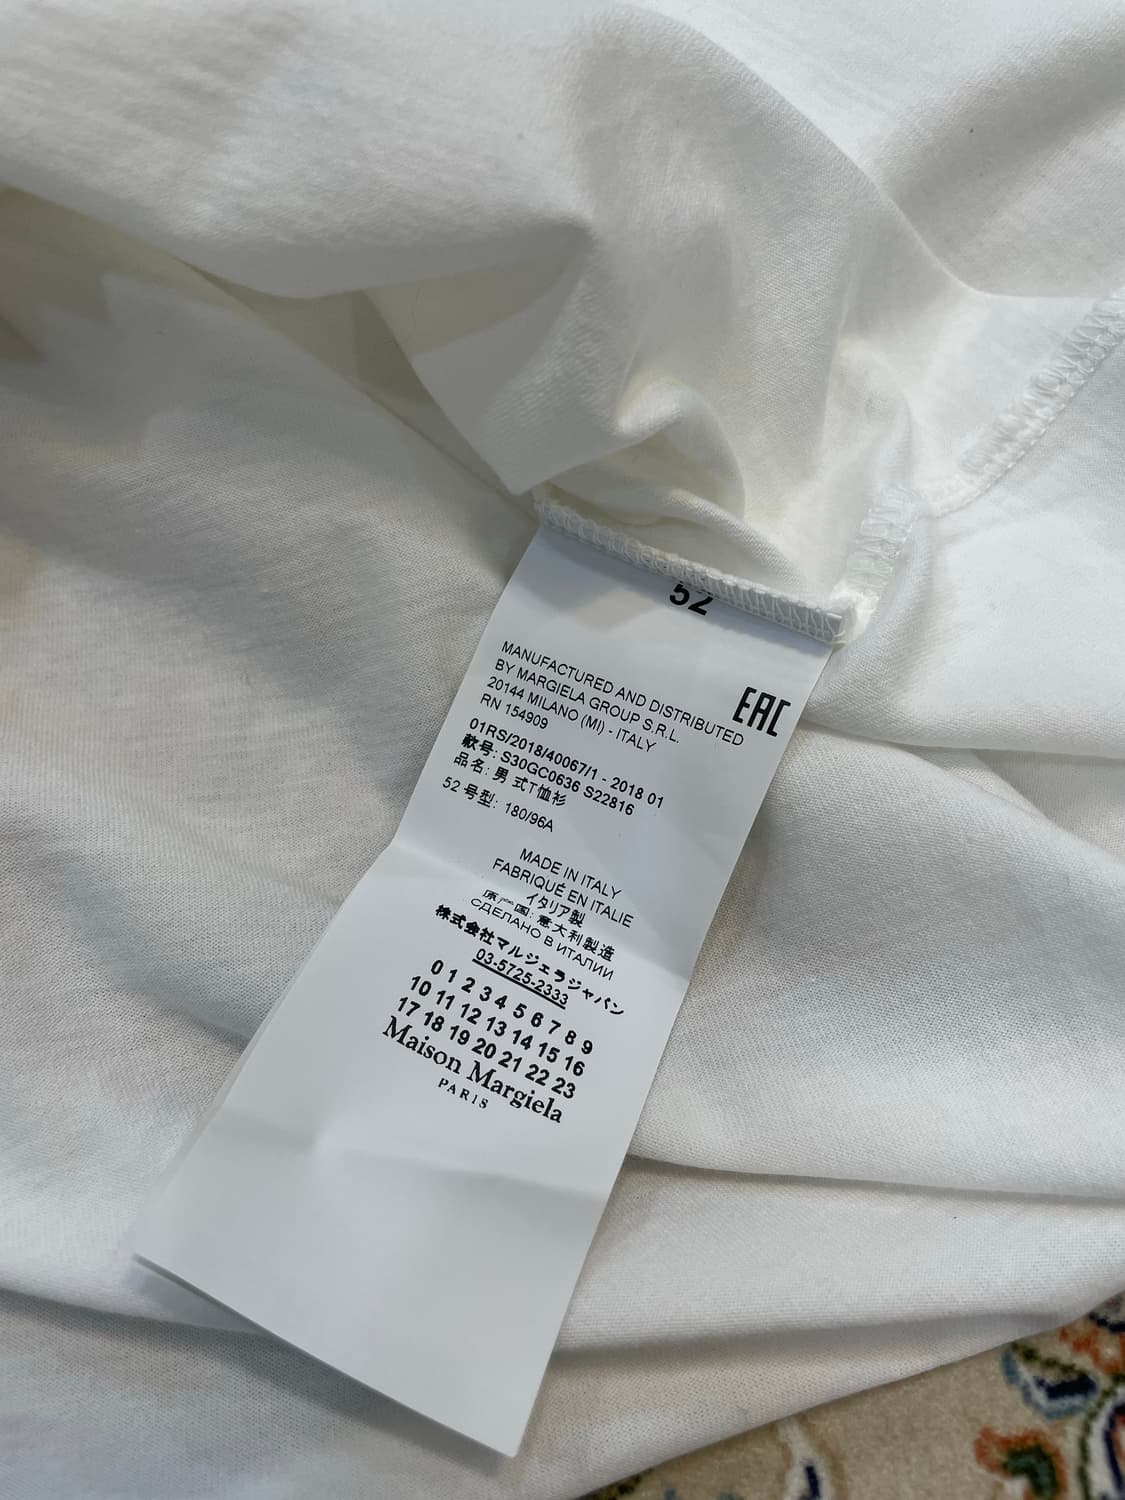 52
MANUFACTURED AND DISTRIBUTED
BY MARGIELA GROUP S.R.L.
20144 MILANO (MI) - ITALY
RN 154909
EAC
01RS/2018/40067/1 - 2018 01
款号: S30GC0636 S22816
品名: 男 式T恤衫
52 号型: 180/96A
MADE IN ITALY
FABRIQUÉ EN ITALIE
イタリア製
原产国: 意大利製造
СДЕЛАНО В ИТАЛИИ
株式会社マルジェラジャパン
03-5725-2333
0 1 2 3 4 5 6 7 8 9
10 11 12 13 14 15 16
17 18 19 20 21 22 23
Maison Margiela
PARIS